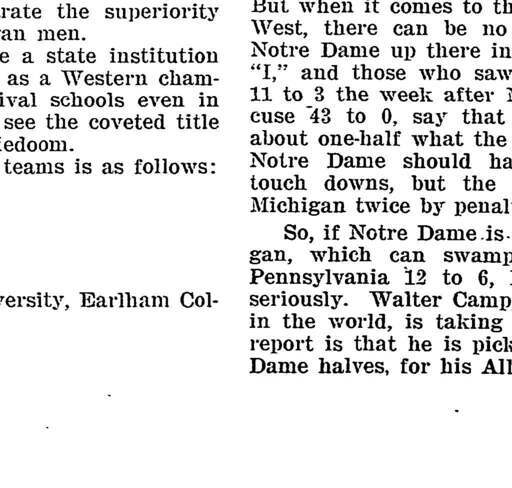 rate the superiority
an men.
e a state institution
as a Western cham-
ival schools even in
see the coveted title
edoom.
teams is as follows:
ersity, Earlham Col-
But when it comes to th
West, there can be no
Notre Dame up there in
"I," and those who saw
11 to 3 the week after
cuse 43 to 0, say that
about one-half what the
Notre Dame should ha
touch downs, but the
Michigan twice by penal
So, if Notre Dame is
gan, which can swamp
Pennsylvania 12 to 6,
seriously. Walter Camp
in the world, is taking
report is that he is pick
Dame halves, for his All